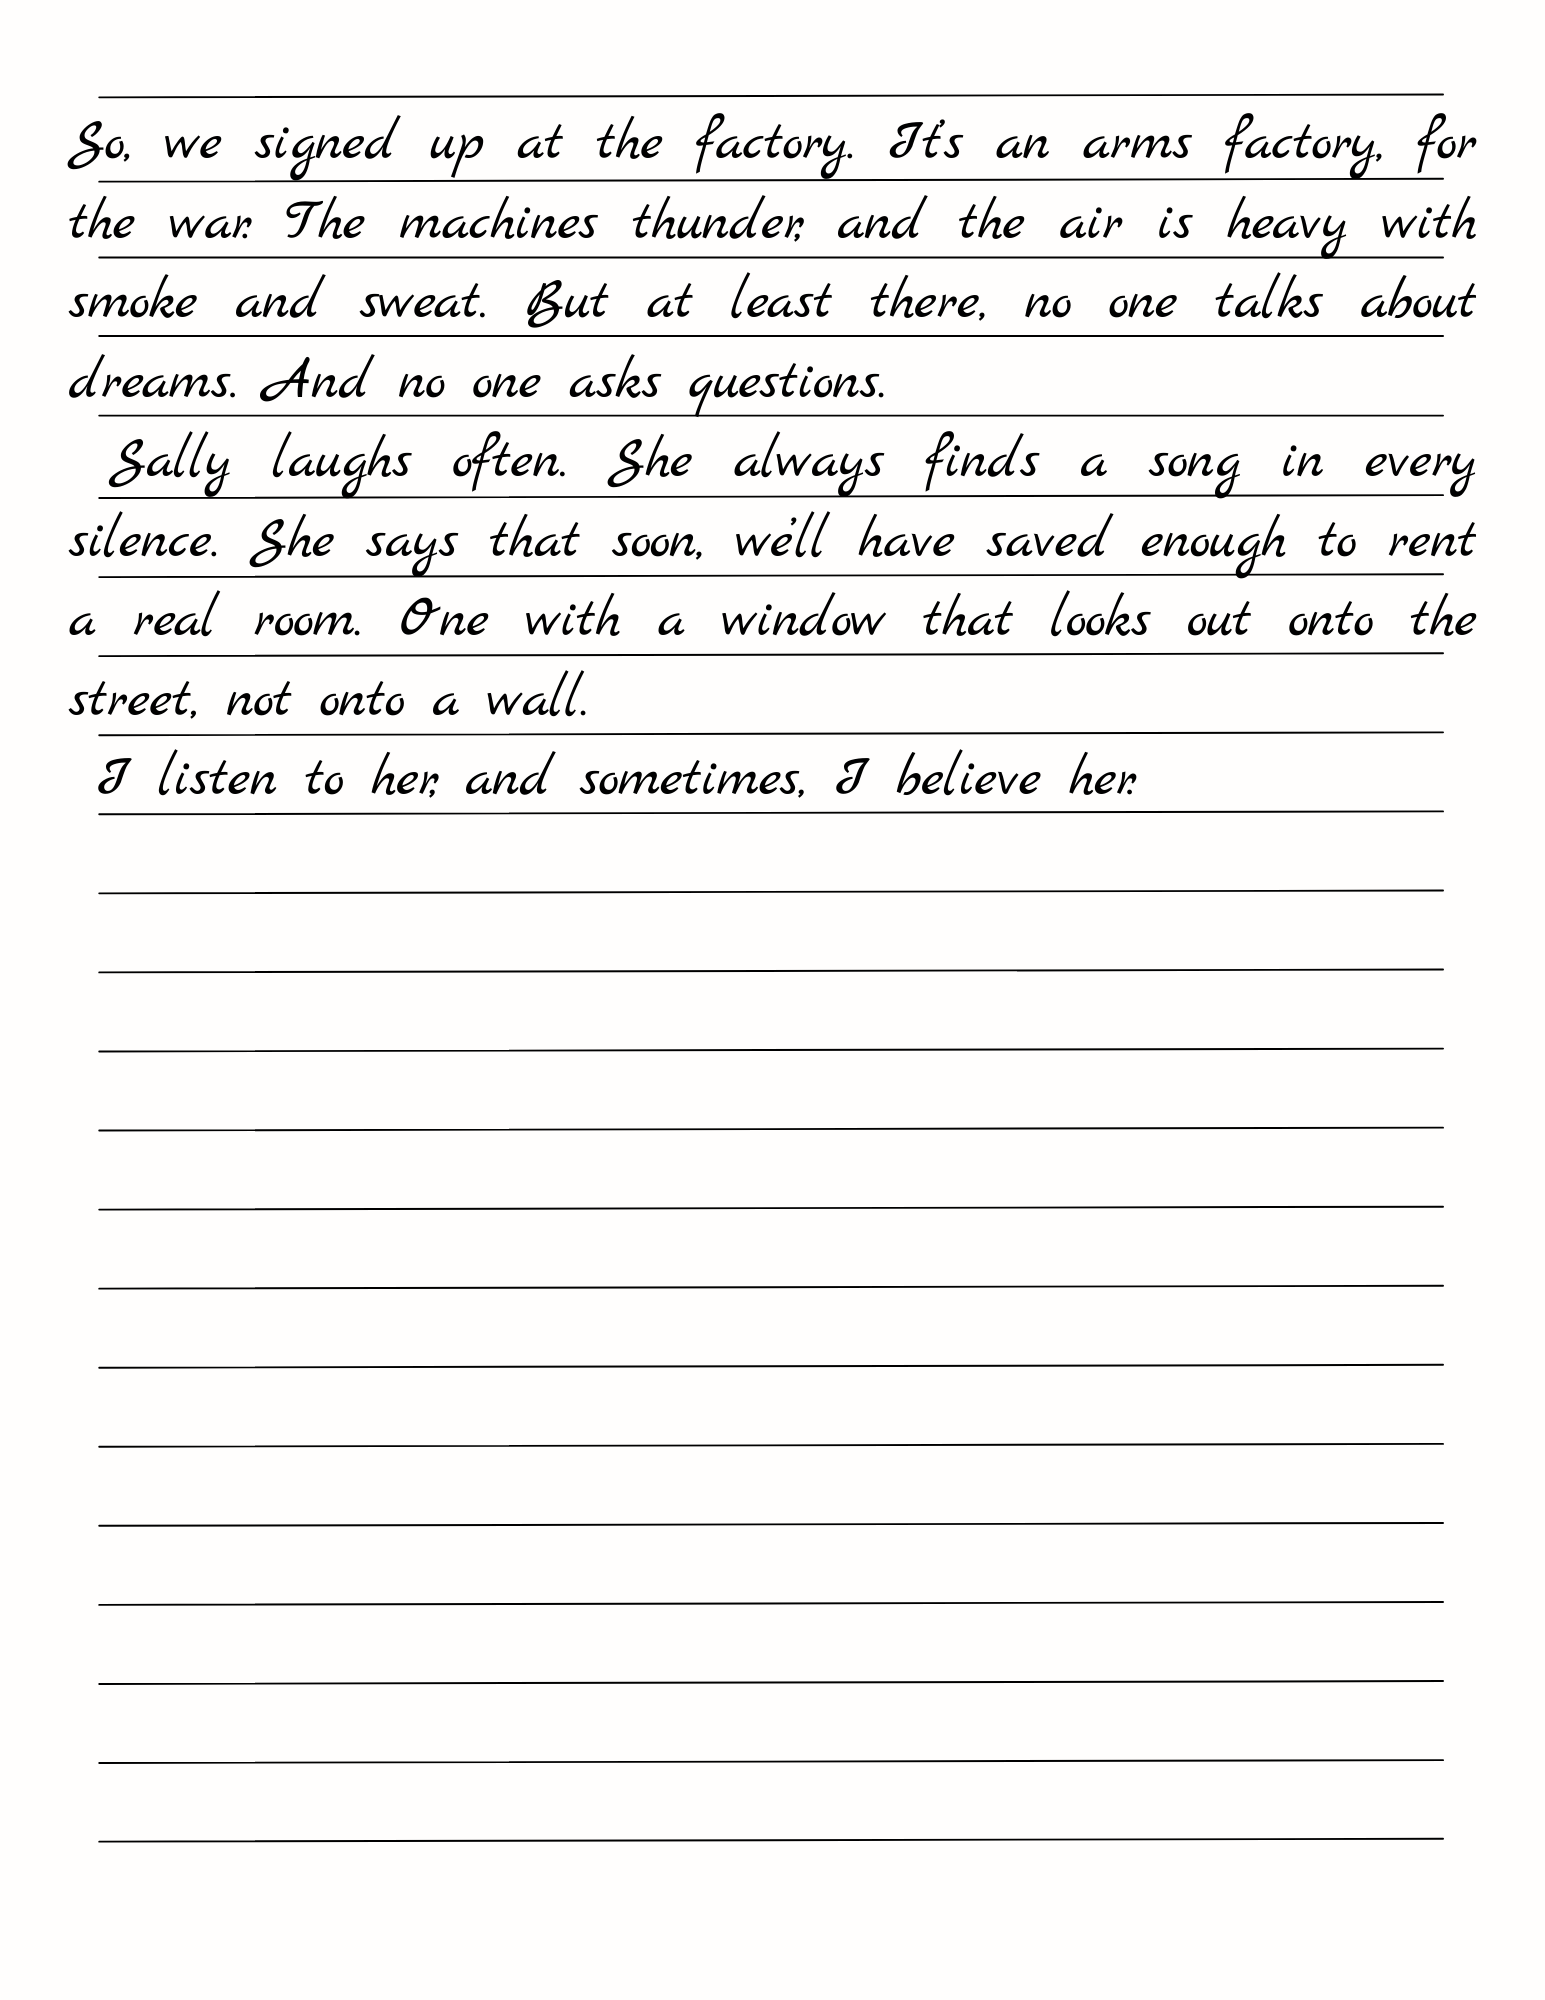 So, we signed up at the factory. It's an arms factory, for
the war. The machines thunder, and the air is heavy with
smoke and sweat. But at least there, no one talks about
dreams. And no one asks questions.
Sally laughs often. She always finds a song in every
silence. She says that soon, we'll have saved enough to rent
a real room. One with a window that looks out onto the
street, not onto a wall.
I listen to her, and sometimes, I believe her.